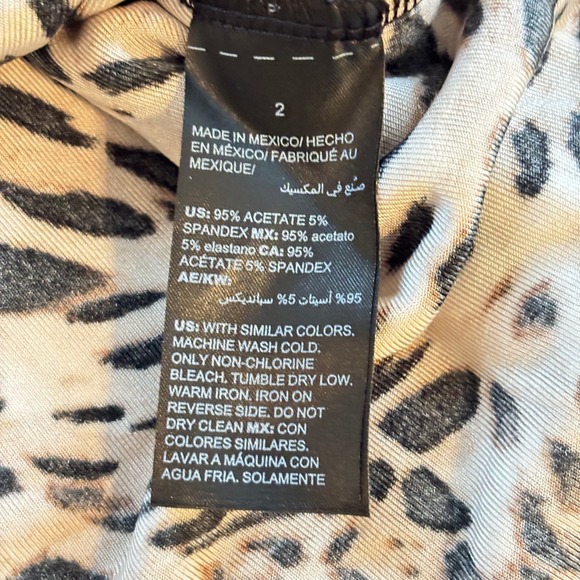 2
MADE IN MEXICO/ HECHO
EN MÉXICO/ FABRIQUÉ AU
MEXIQUE/
صُنع في المكسيك
US: 95% ACETATE 5%
SPANDEX MX: 95% acetato
5% elastano CA: 95%
ACÉTATE 5% SPANDEX
AE/KW:
95% أسيتات 5% سبانديكس
US: WITH SIMILAR COLORS.
MACHINE WASH COLD.
ONLY NON-CHLORINE
BLEACH. TUMBLE DRY LOW.
WARM IRON. IRON ON
REVERSE SIDE. DO NOT
DRY CLEAN MX: CON
COLORES SIMILARES.
LAVAR A MÁQUINA CON
AGUA FRIA. SOLAMENTE